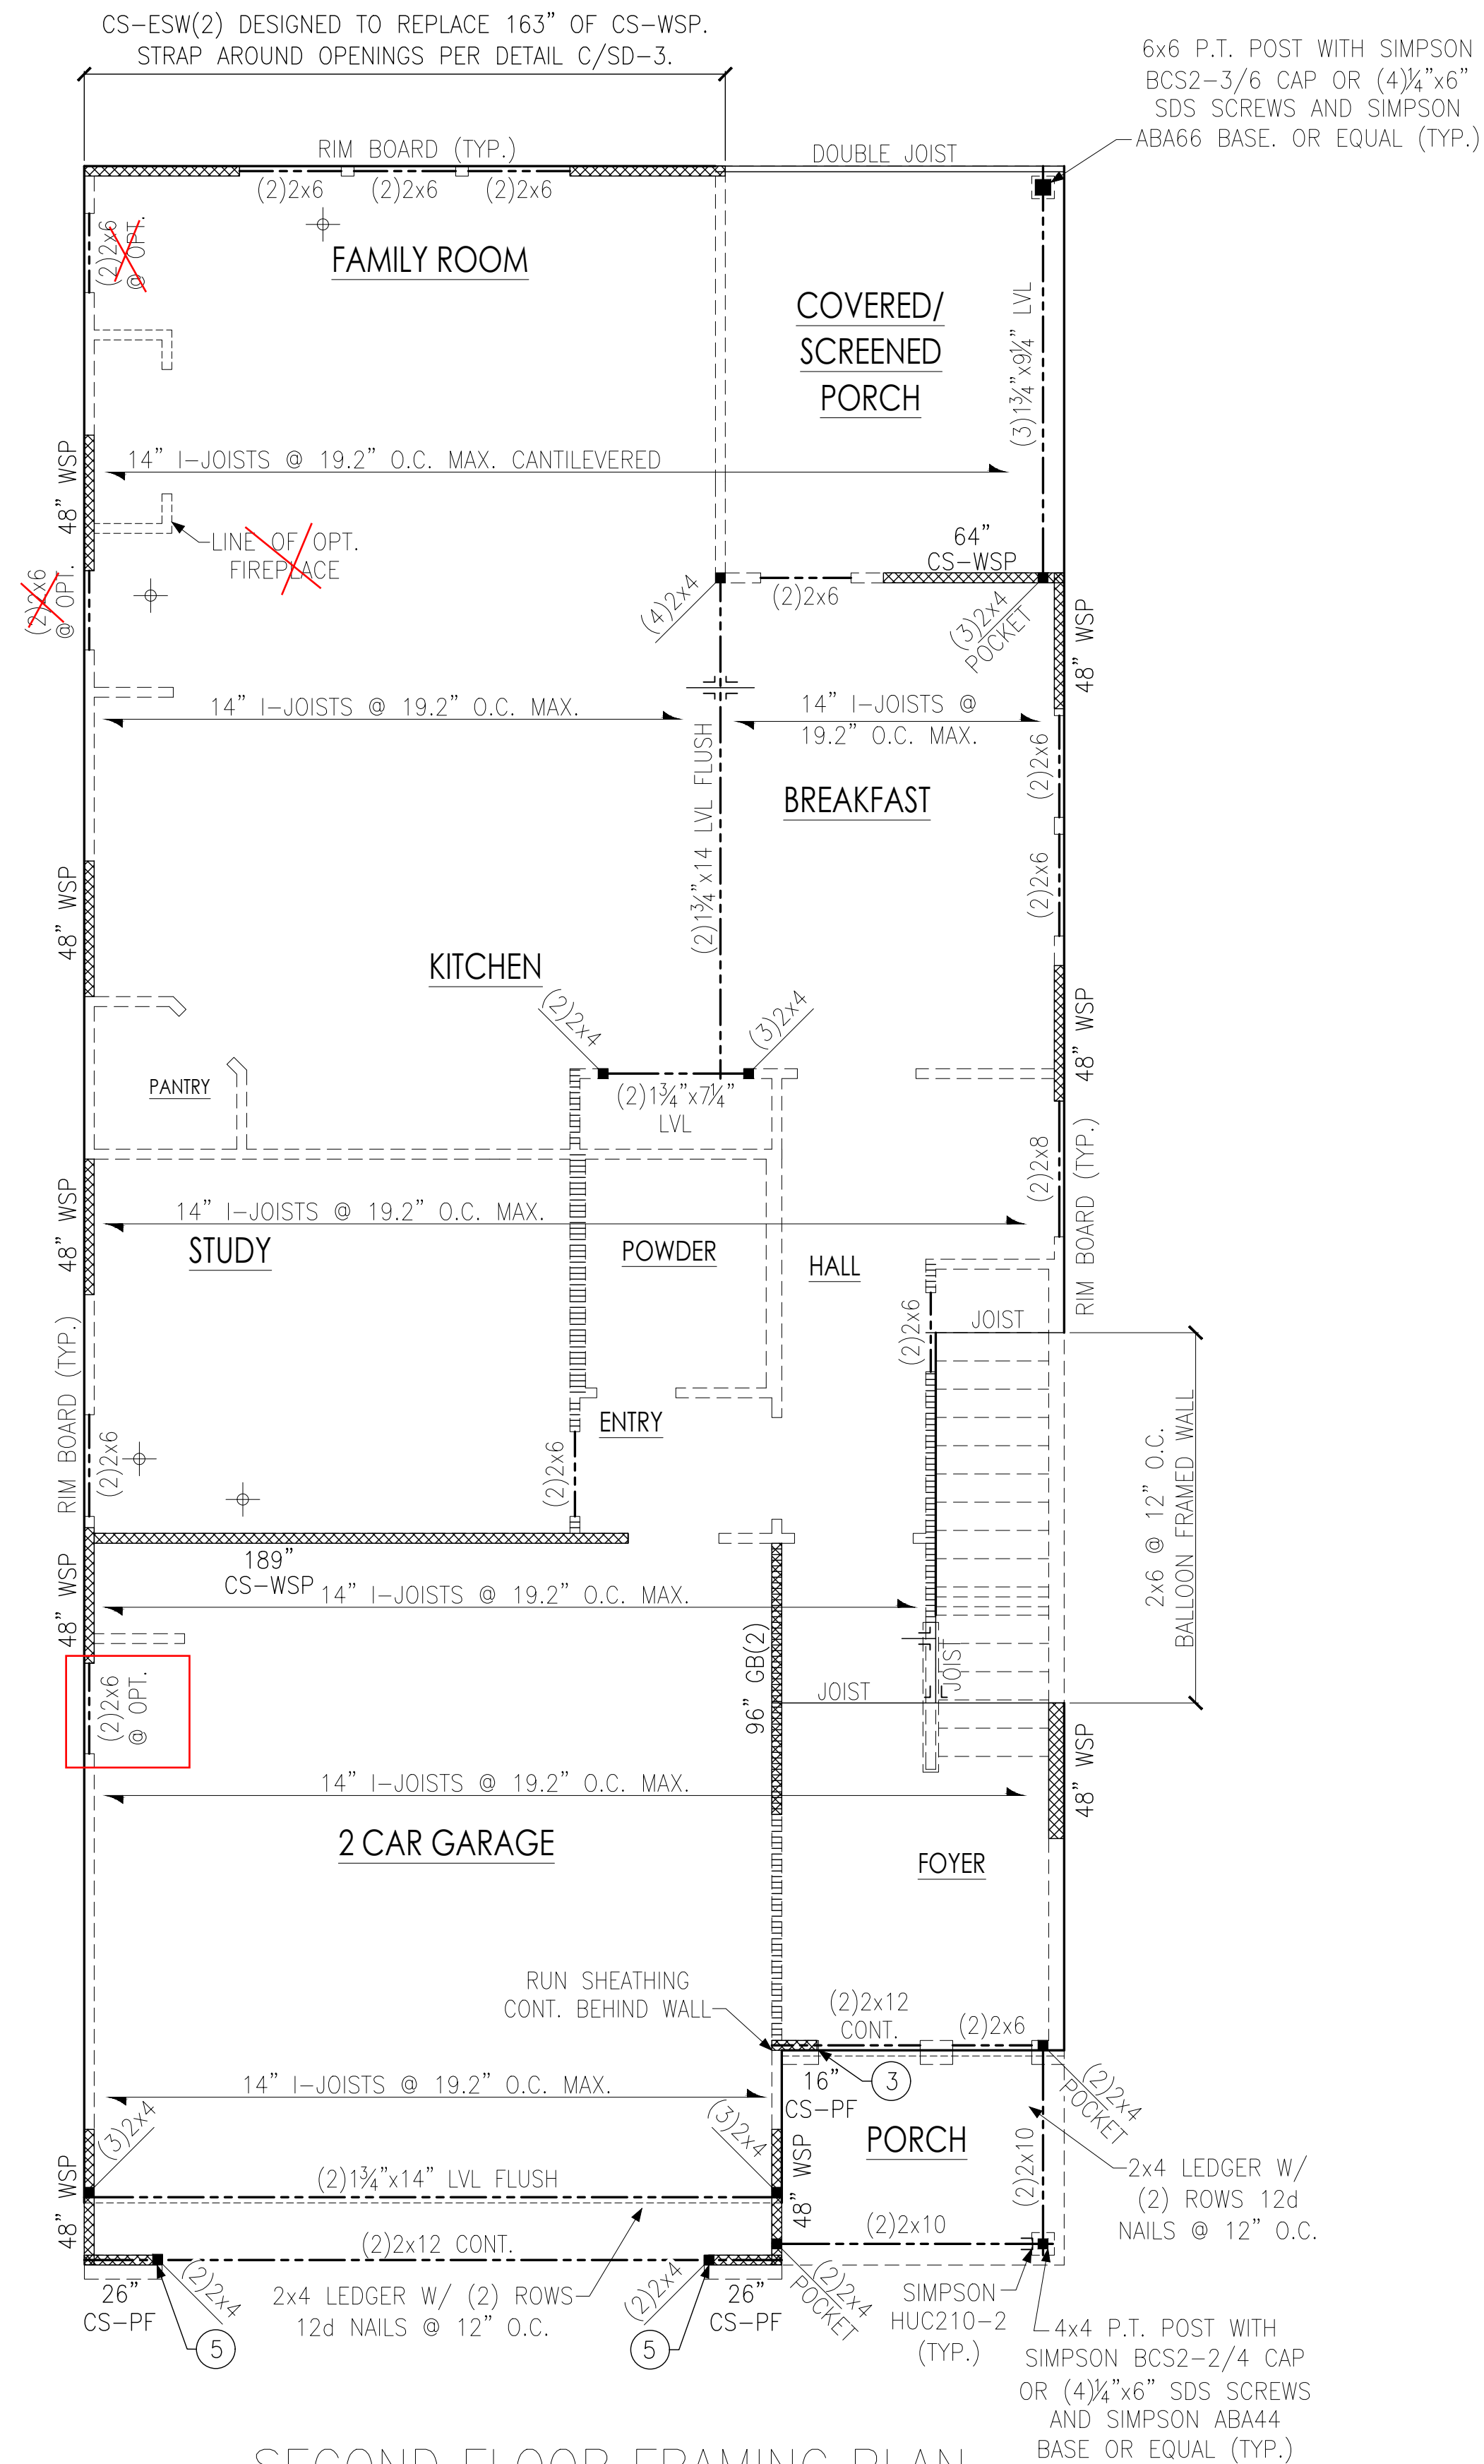 CS-ESW(2) DESIGNED TO REPLACE 163" OF CS-WSP.
STRAP AROUND OPENINGS PER DETAIL C/SD-3.
6x6 P.T. POST WITH SIMPSON
BCS2-3/6 CAP OR (4)¼"x6"
SDS SCREWS AND SIMPSON
ABA66 BASE. OR EQUAL (TYP.)
RIM BOARD (TYP.)
DOUBLE JOIST
(2)2x6
(2)2x6
(2)2x6
(2)2x6
@ OPT.
FAMILY ROOM
COVERED/
SCREENED
PORCH
(3)1¾"x9¼" LVL
48" WSP
14" I-JOISTS @ 19.2" O.C. MAX. CANTILEVERED
LINE OF OPT.
FIREPLACE
64"
CS-WSP
(2)2x6
@ OPT.
(4)2x4
(2)2x6
(3)2x4
POCKET
48" WSP
14" I-JOISTS @ 19.2" O.C. MAX.
14" I-JOISTS @
19.2" O.C. MAX.
(2)1¾"x14 LVL FLUSH
(2)2x6
BREAKFAST
(2)2x6
48" WSP
KITCHEN
(2)2x4
(3)2x4
48" WSP
PANTRY
(2)1¾"x7¼"
LVL
(2)2x8
RIM BOARD (TYP.)
48" WSP
14" I-JOISTS @ 19.2" O.C. MAX.
STUDY
POWDER
HALL
(2)2x6
JOIST
RIM BOARD (TYP.)
ENTRY
(2)2x6
(2)2x6
2x6 @ 12" O.C.
BALLOON FRAMED WALL
189"
CS-WSP
48" WSP
14" I-JOISTS @ 19.2" O.C. MAX.
96" GB(2)
JOIST
JOIST
(2)2x6
@ OPT.
48" WSP
14" I-JOISTS @ 19.2" O.C. MAX.
2 CAR GARAGE
FOYER
RUN SHEATHING
CONT. BEHIND WALL
(2)2x12
CONT.
(2)2x6
14" I-JOISTS @ 19.2" O.C. MAX.
16"
CS-PF
3
(2)2x4
POCKET
(3)2x4
(3)2x4
PORCH
48" WSP
(2)1¾"x14" LVL FLUSH
48" WSP
(2)2x10
2x4 LEDGER W/
(2) ROWS 12d
NAILS @ 12" O.C.
(2)2x12 CONT.
(2)2x10
26"
CS-PF
(2)2x4
5
2x4 LEDGER W/ (2) ROWS
12d NAILS @ 12" O.C.
(2)2x4
5
26"
CS-PF
(2)2x4
POCKET
SIMPSON
HUC210-2
(TYP.)
4x4 P.T. POST WITH
SIMPSON BCS2-2/4 CAP
OR (4)¼"x6" SDS SCREWS
AND SIMPSON ABA44
BASE OR EQUAL (TYP.)
SECOND FLOOR FRAMING PLAN